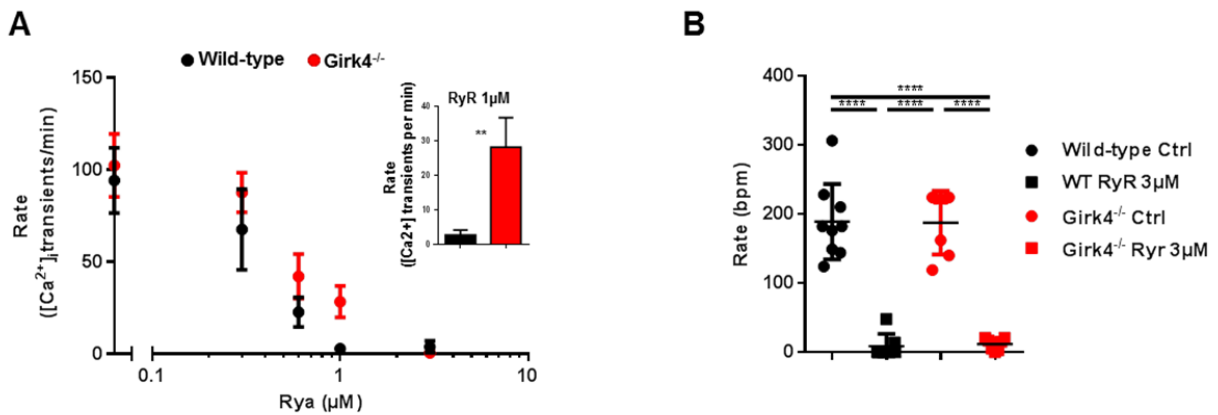 A
Wild-type Girk4-/-
Rate
([Ca2+]i transients/min)
150
100
50
0
0.1 1 10
Rya (µM)
RyR 1µM
**
Rate
([Ca2+] transients per min)
40
30
20
10
0
B
Rate (bpm)
400
300
200
100
0
****
**** **** ****
Wild-type Ctrl
WT RyR 3µM
Girk4-/- Ctrl
Girk4-/- Ryr 3µM